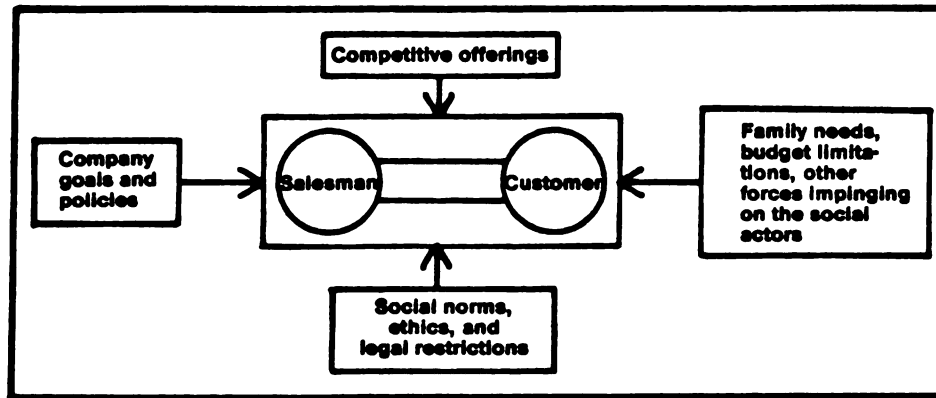 Competitive offerings
Company
goals and
policies
Salesman
Customer
Family needs,
budget limita-
tions, other
forces impinging
on the social
actors
Social norms,
ethics, and
legal restrictions